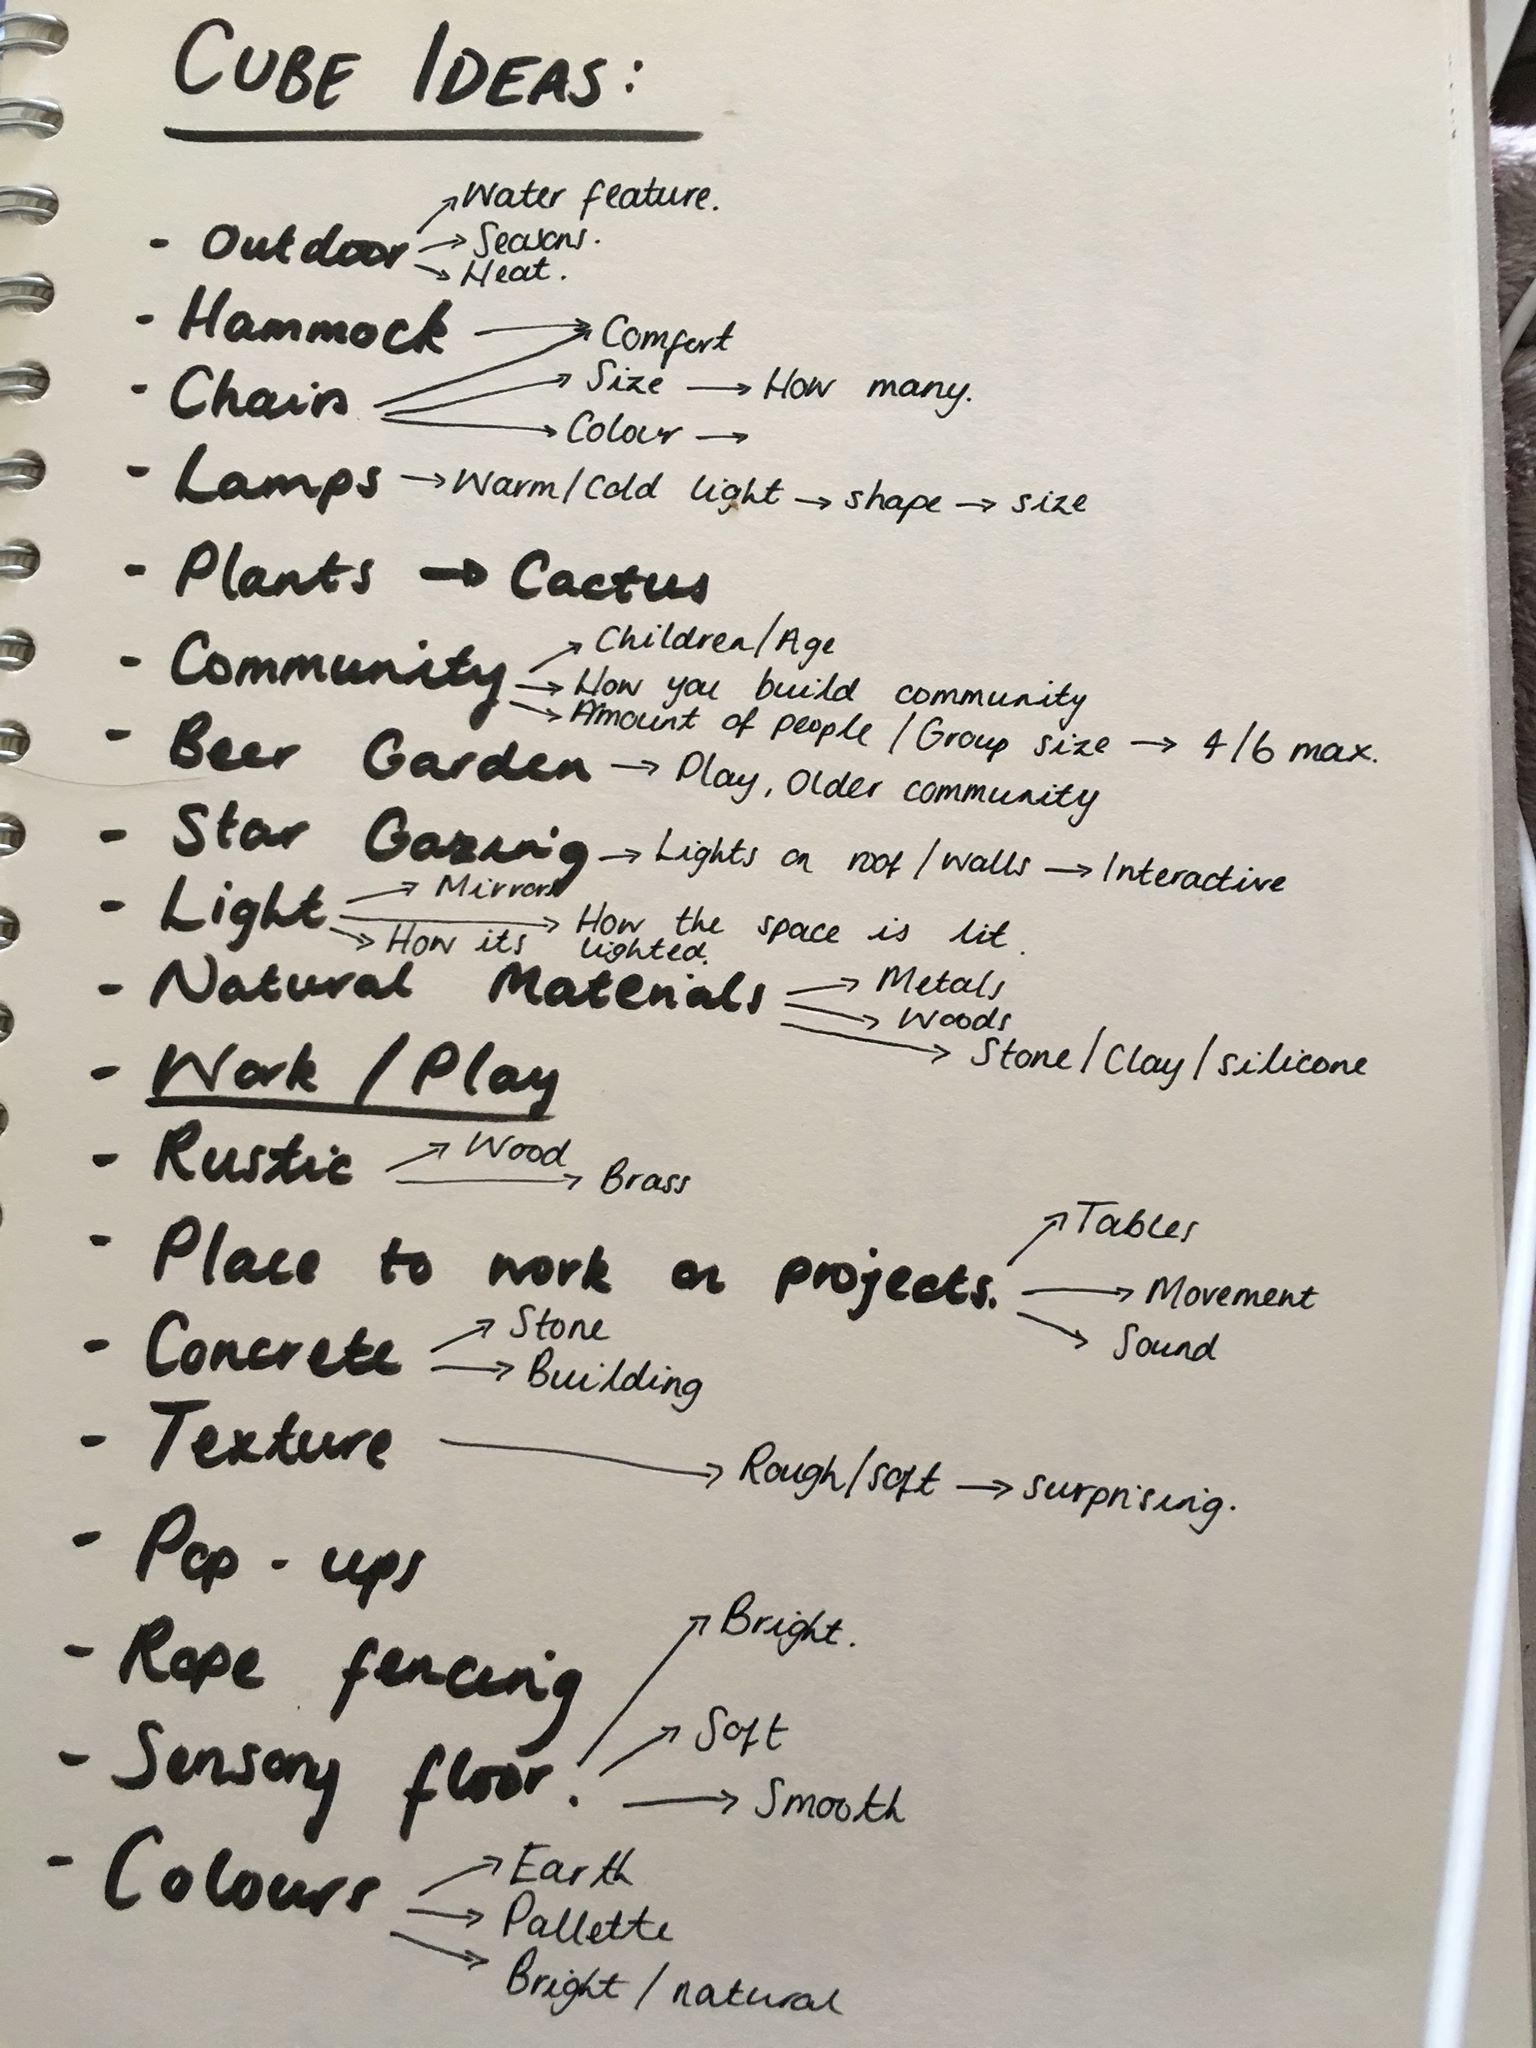 CUBE IDEAS:
- Outdoor → Water feature.
→ Seasons.
→ Heat.
- Hammock → Comfort
- Chairs → Size → How many.
→ Colour →
- Lamps → Warm/Cold light → shape → size
- Plants → Cactus
- Community → Children/Age
→ How you build community
→ Amount of people / Group size → 4/6 max.
- Beer Garden → Play, Older community
- Star Gazing → Lights on roof/walls → Interactive
- Light → Mirrors
→ How the space is lit.
→ How its lighted.
- Natural Materials → Metals
→ Woods
→ Stone/Clay/silicone
- Work / Play
- Rustic → Wood
→ Brass
- Place to work on projects. → Tables
→ Movement
→ Sound
- Concrete → Stone
→ Building
- Texture → Rough/soft → surprising.
- Pop-ups
- Rope fencing
- Sensory floor. → Bright.
→ Soft
→ Smooth
- Colours → Earth
→ Pallette
→ Bright / natural